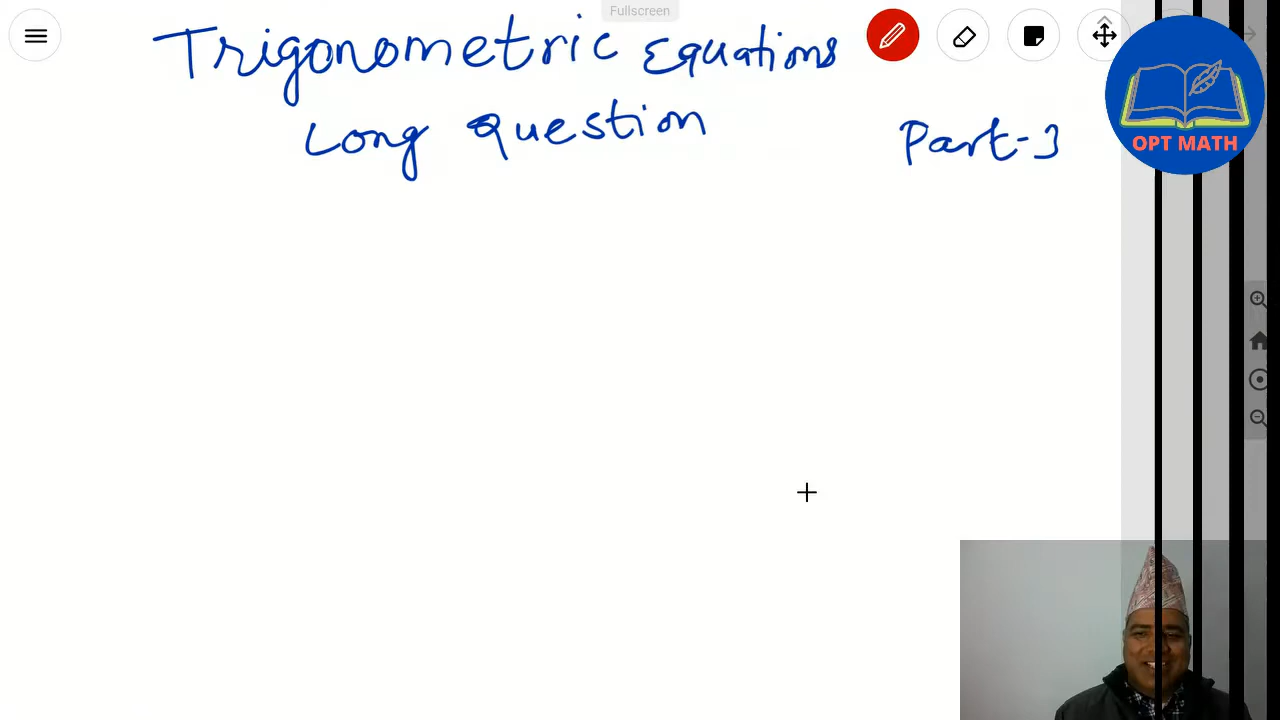 Fullscreen
Trigonometric Equations
Long Question
Part-3
OPT MATH